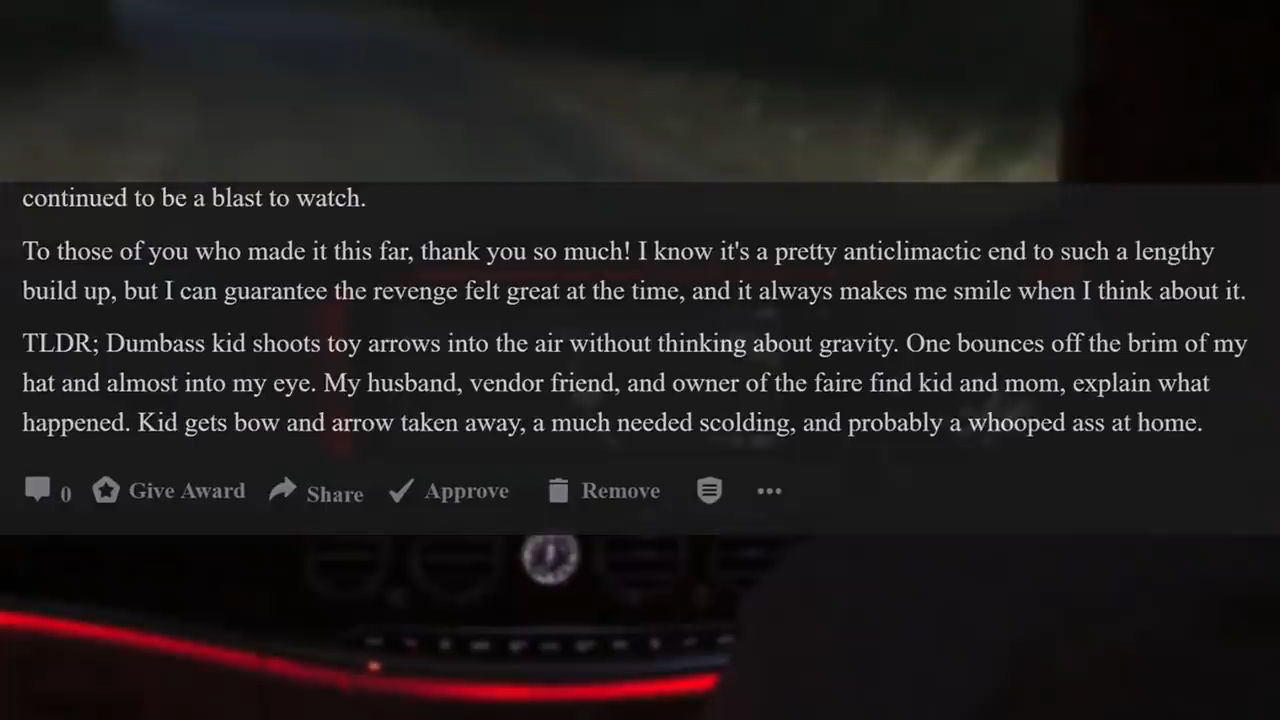 continued to be a blast to watch.
To those of you who made it this far, thank you so much! I know it's a pretty anticlimactic end to such a lengthy
build up, but I can guarantee the revenge felt great at the time, and it always makes me smile when I think about it.
TLDR; Dumbass kid shoots toy arrows into the air without thinking about gravity. One bounces off the brim of my
hat and almost into my eye. My husband, vendor friend, and owner of the faire find kid and mom, explain what
happened. Kid gets bow and arrow taken away, a much needed scolding, and probably a whooped ass at home.
0 Give Award Share Approve Remove